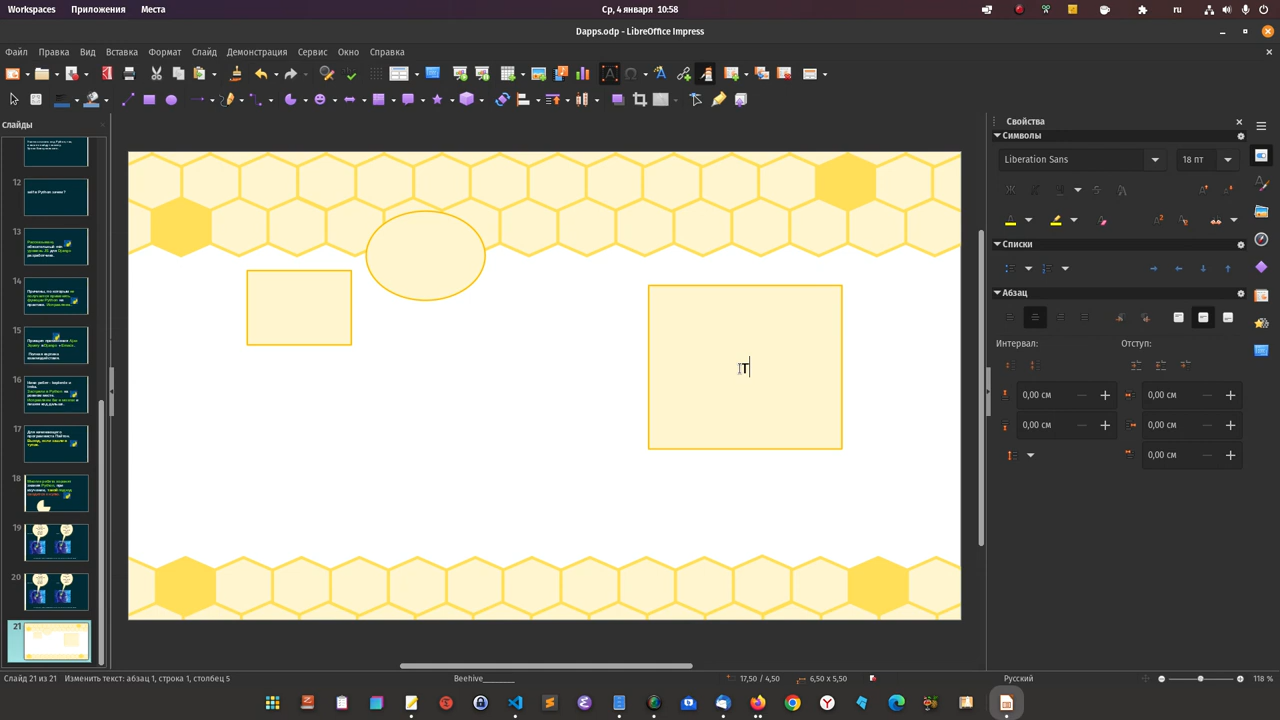 Workspaces Приложения Места Ср, 4 января 10:58 ru
Dapps.odp - LibreOffice Impress
Файл Правка Вид Вставка Формат Слайд Демонстрация Сервис Окно Справка
Слайды
12
13
14
15
16
17
18
19
20
21
T
Свойства
Символы
Liberation Sans 18 пт
Списки
Абзац
Интервал: Отступ:
0,00 см 0,00 см
0,00 см 0,00 см
0,00 см
Слайд 21 из 21 Изменить текст: абзац 1, строка 1, столбец 5 Beehive_______ 17,50 / 4,50 6,50 x 5,50 Русский 118 %